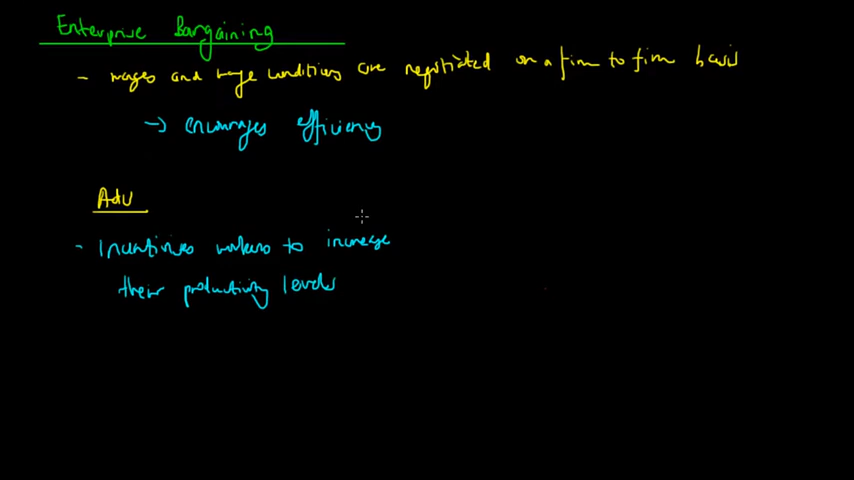 Enterprise Bargaining
- wages and wage conditions are negotiated on a firm to firm basis
→ encourages efficiency
Adv
- Incentives workers to increase
their productivity levels